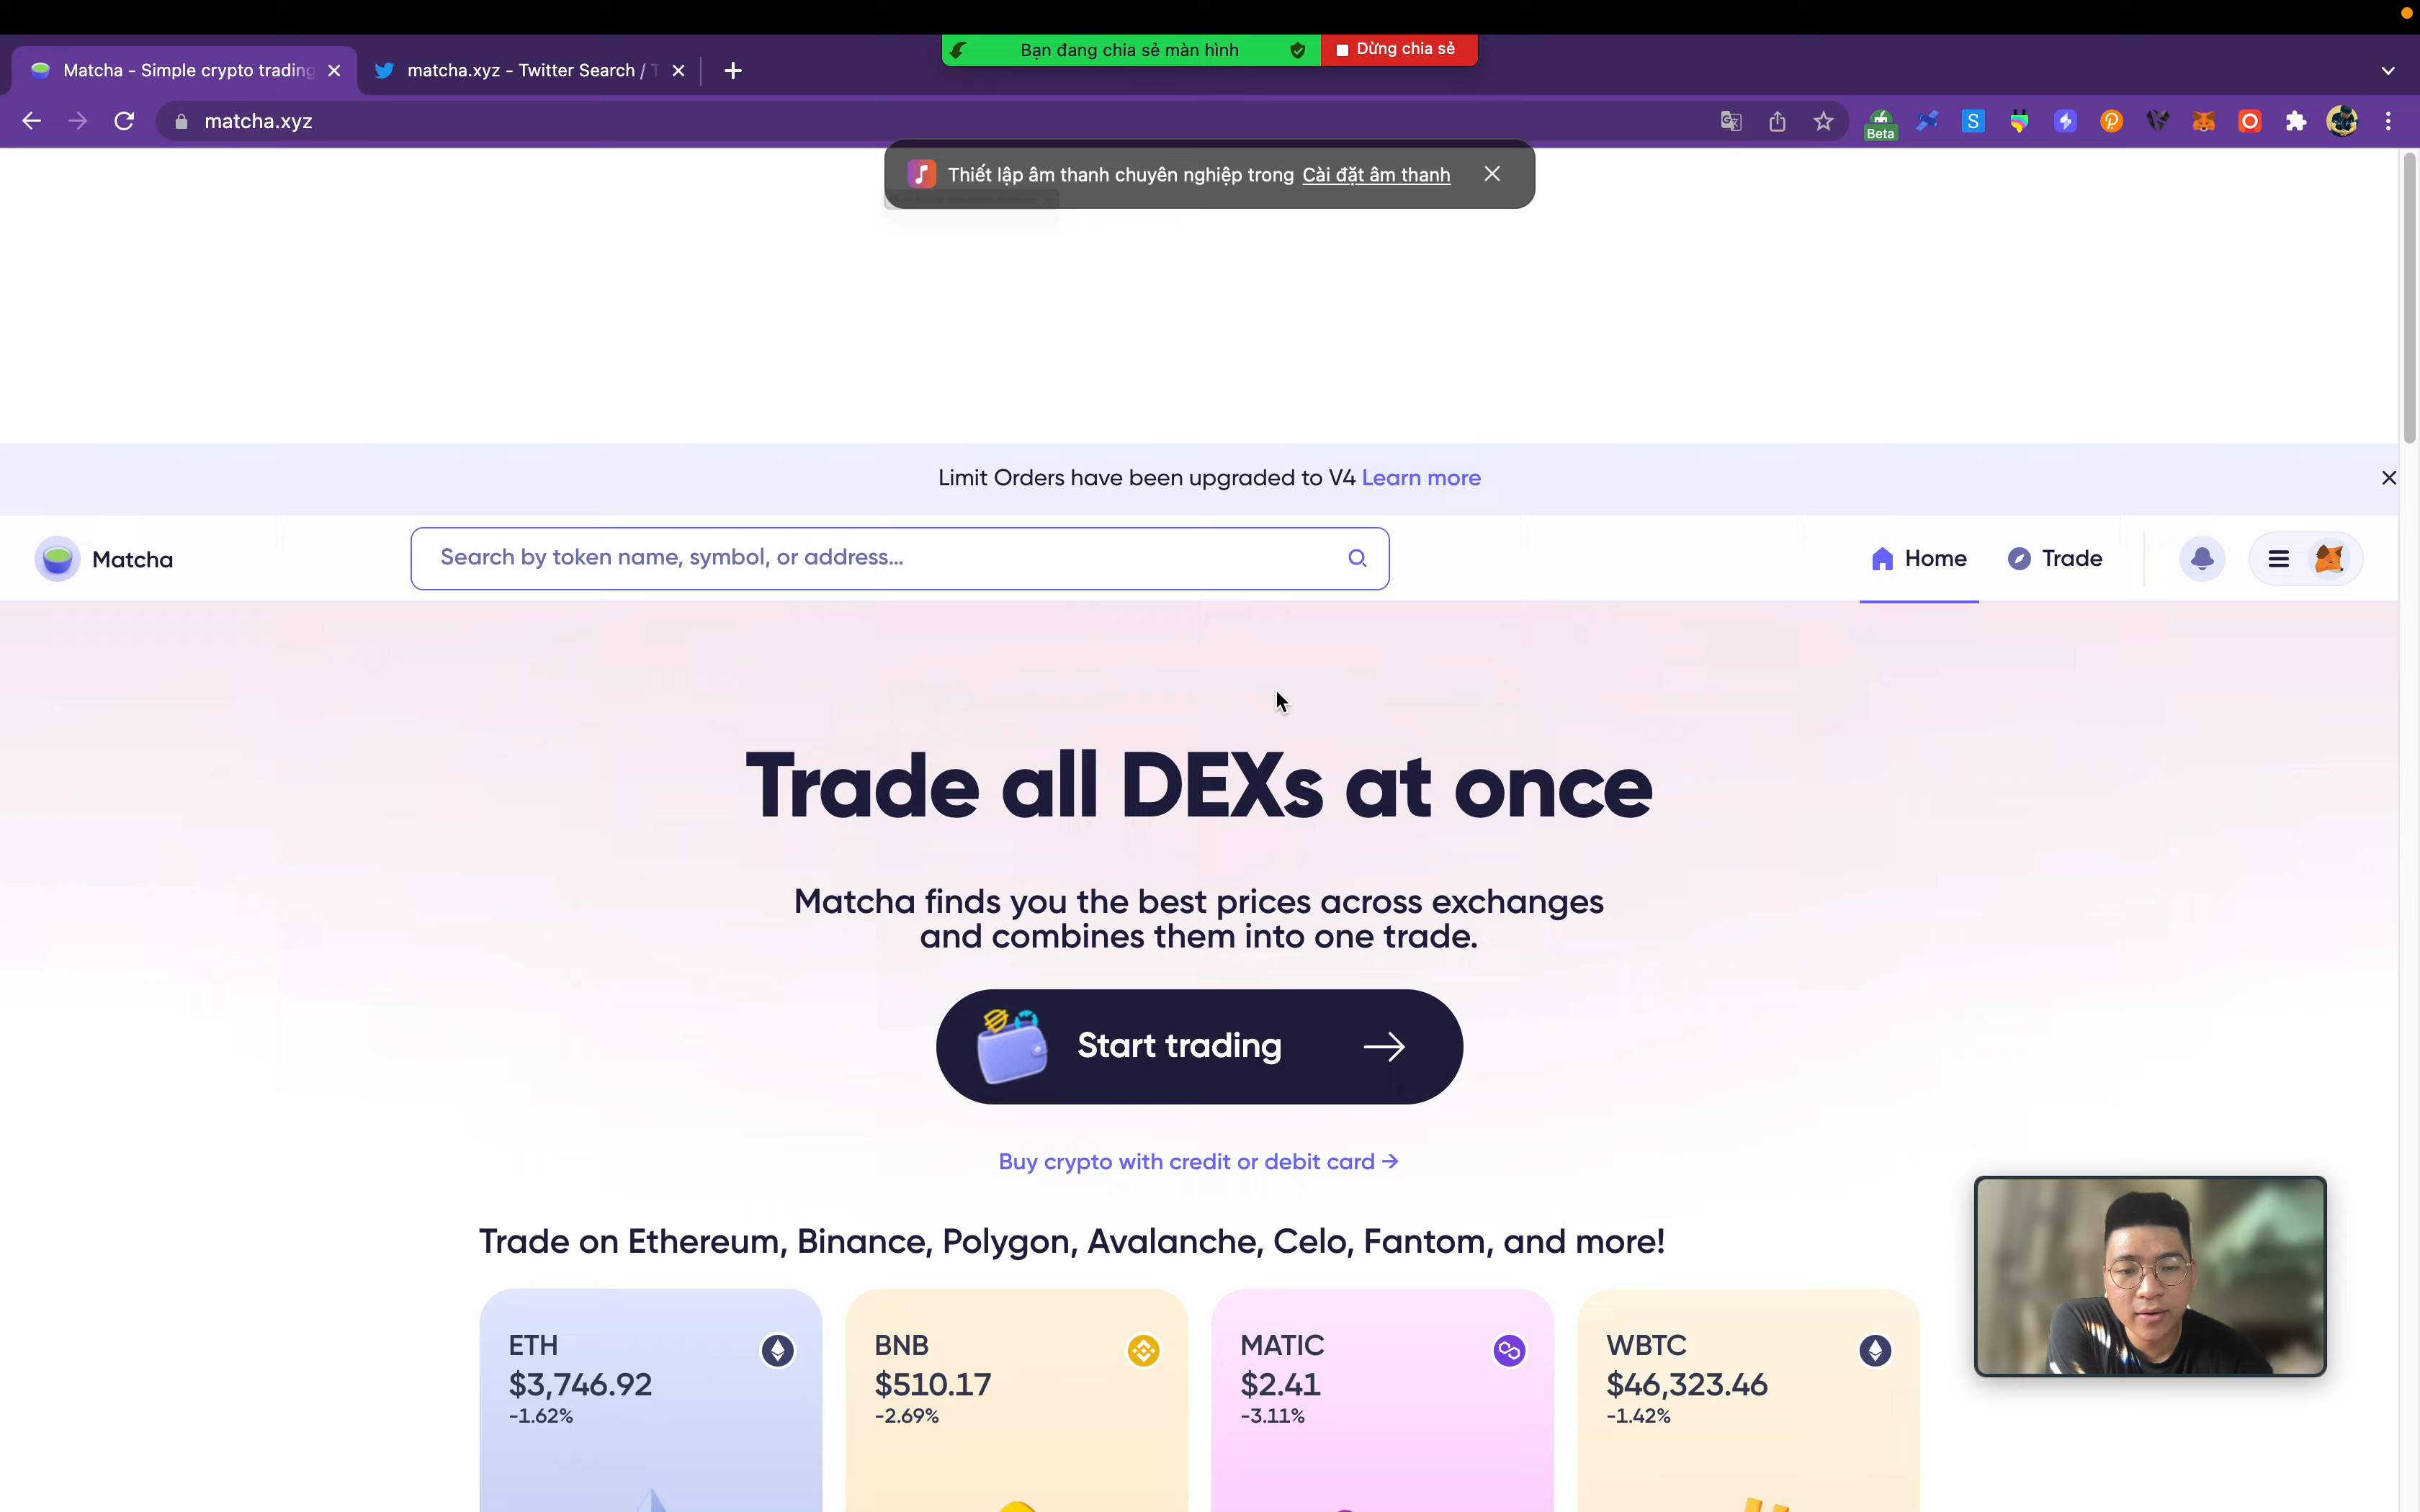 Bạn đang chia sẻ màn hình
Dừng chia sẻ
Matcha - Simple crypto trading
matcha.xyz - Twitter Search /
matcha.xyz
Beta
Thiết lập âm thanh chuyên nghiệp trong Cài đặt âm thanh
Limit Orders have been upgraded to V4 Learn more
Matcha
Search by token name, symbol, or address...
Home
Trade
Trade all DEXs at once
Matcha finds you the best prices across exchanges
and combines them into one trade.
Start trading
Buy crypto with credit or debit card →
Trade on Ethereum, Binance, Polygon, Avalanche, Celo, Fantom, and more!
ETH
$3,746.92
-1.62%
BNB
$510.17
-2.69%
MATIC
$2.41
-3.11%
WBTC
$46,323.46
-1.42%